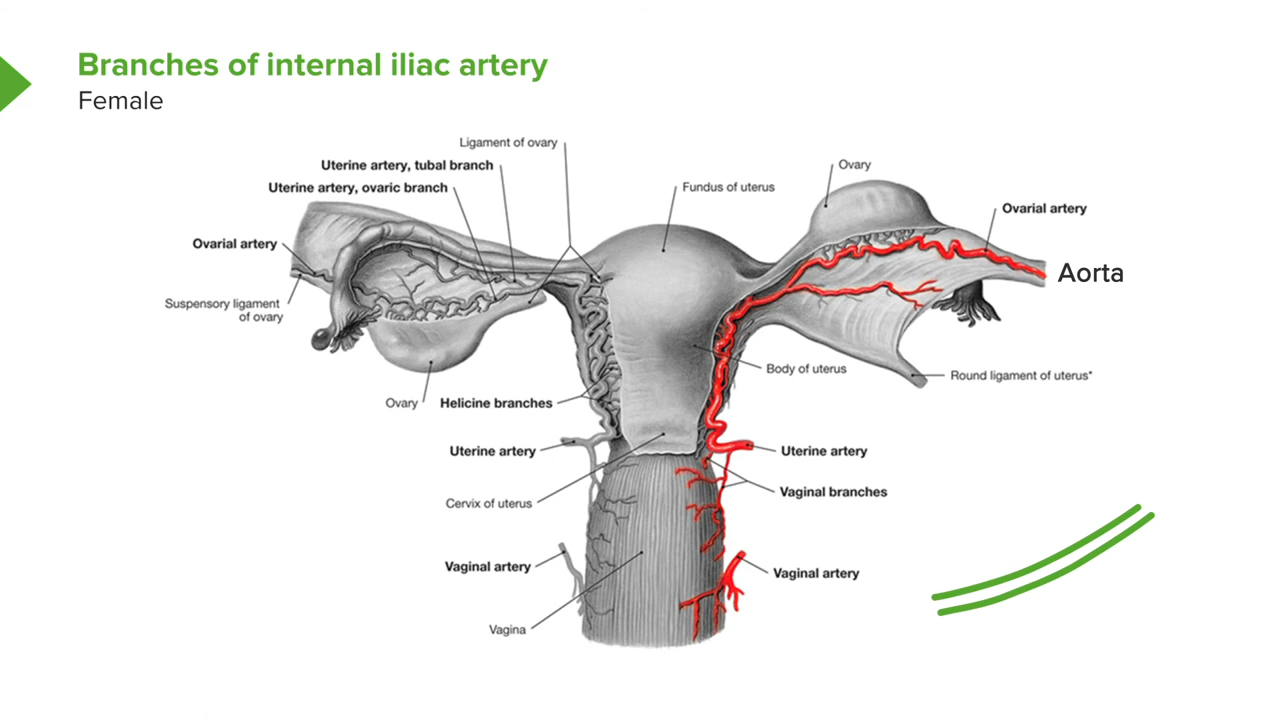 Branches of internal iliac artery
Female
Ligament of ovary
Uterine artery, tubal branch
Uterine artery, ovaric branch
Ovarial artery
Suspensory ligament
of ovary
Ovary
Helicine branches
Uterine artery
Cervix of uterus
Vaginal artery
Vagina
Fundus of uterus
Ovary
Ovarial artery
Aorta
Body of uterus
Round ligament of uterus*
Uterine artery
Vaginal branches
Vaginal artery